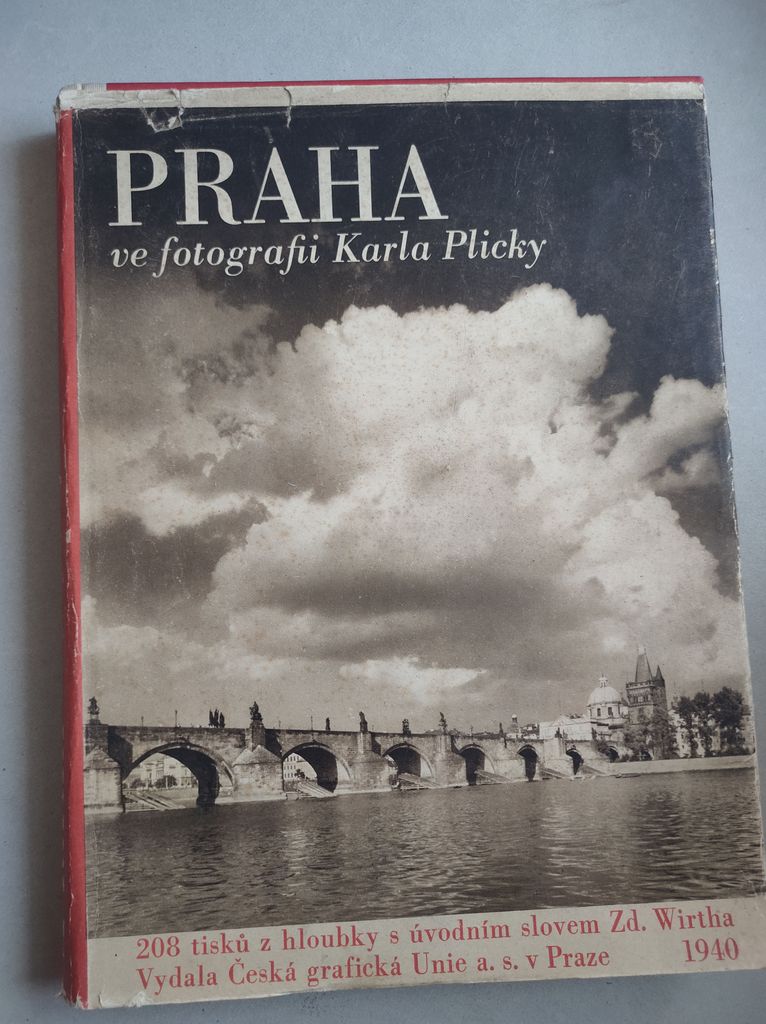 PRAHA
ve fotografii Karla Plicky
208 tisků z hloubky s úvodním slovem Zd. Wirtha
Vydala Česká grafická Unie a. s. v Praze 1940